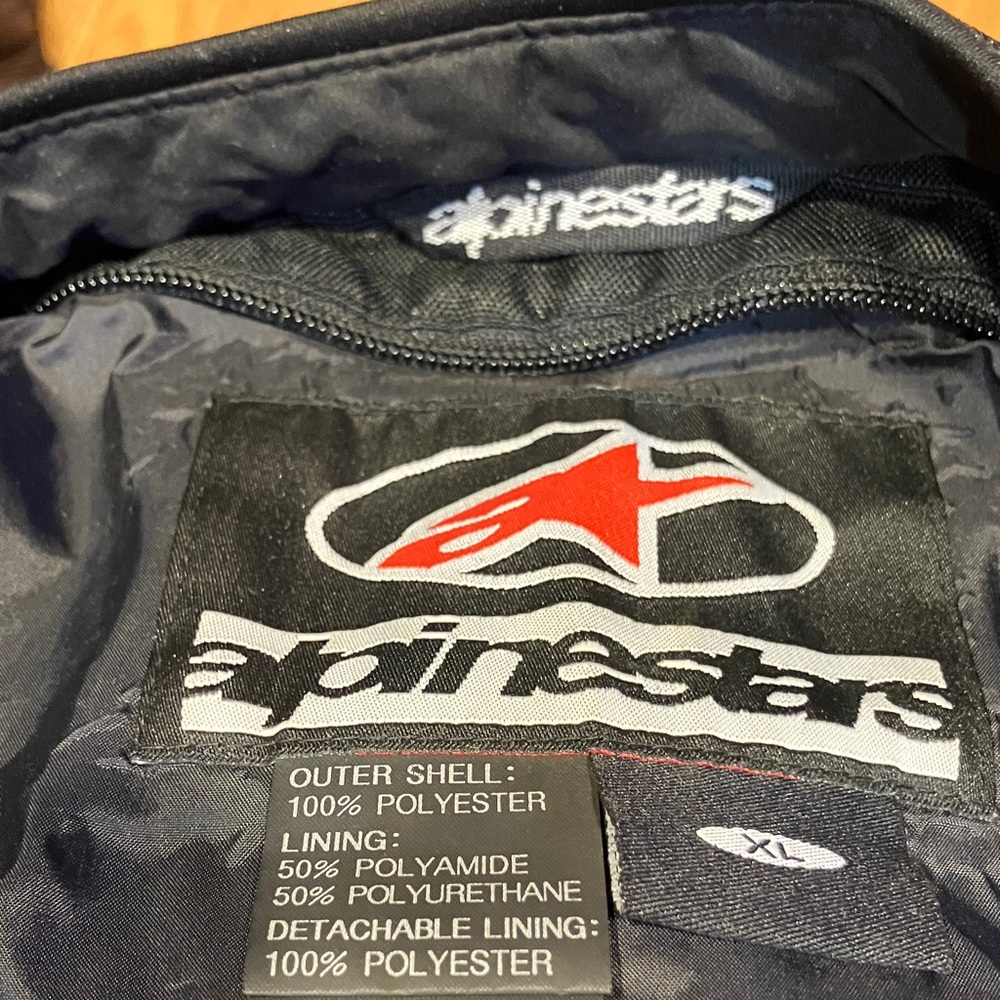 alpinestars
alpinestars
OUTER SHELL:
100% POLYESTER
LINING:
50% POLYAMIDE
50% POLYURETHANE
DETACHABLE LINING:
100% POLYESTER
XL